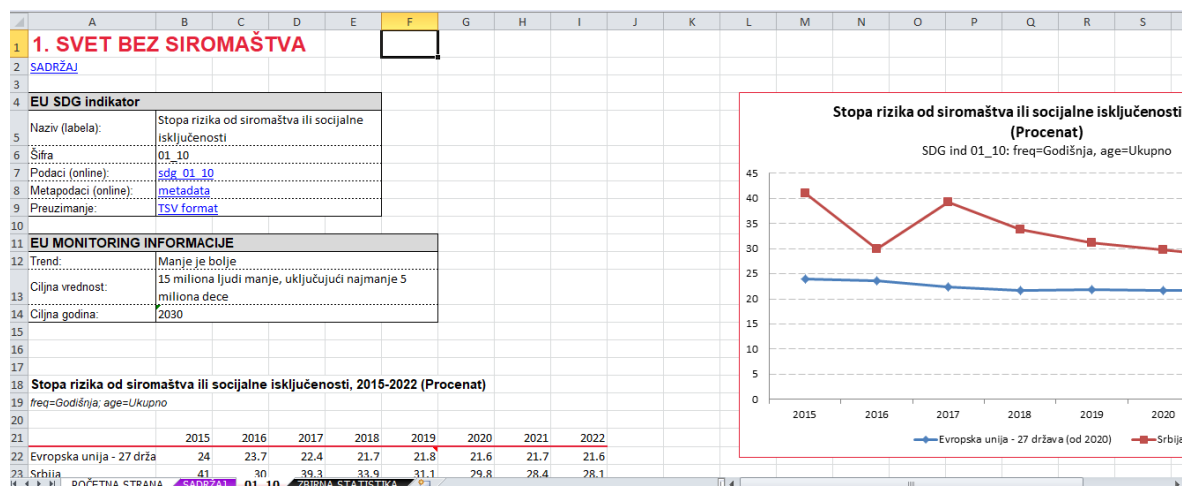 A B C D E F G H I J K L M N O P Q R S
1 1. SVET BEZ SIROMAŠTVA
2 SADRŽAJ
3
4 EU SDG indikator
5 Naziv (labela): Stopa rizika od siromaštva ili socijalne
isključenosti
6 Šifra 01_10
7 Podaci (online): sdg_01_10
8 Metapodaci (online): metadata
9 Preuzimanje: TSV format
10
11 EU MONITORING INFORMACIJE
12 Trend: Manje je bolje
13 Ciljna vrednost: 15 miliona ljudi manje, uključujući najmanje 5
miliona dece
14 Ciljna godina: 2030
15
16
17
18 Stopa rizika od siromaštva ili socijalne isključenosti, 2015-2022 (Procenat)
19 freq=Godišnja; age=Ukupno
20
21 2015 2016 2017 2018 2019 2020 2021 2022
22 Evropska unija - 27 drža 24 23.7 22.4 21.7 21.8 21.6 21.7 21.6
23 Srbija 41 30 39.3 33.9 31.1 29.8 28.4 28.1
POČETNA STRANA SADRŽAJ 01_10 ZBIRNA STATISTIKA
Stopa rizika od siromaštva ili socijalne isključenosti
(Procenat)
SDG ind 01_10: freq=Godišnja, age=Ukupno
45
40
35
30
25
20
15
10
5
0
2015 2016 2017 2018 2019 2020
Evropska unija - 27 država (od 2020) Srbija